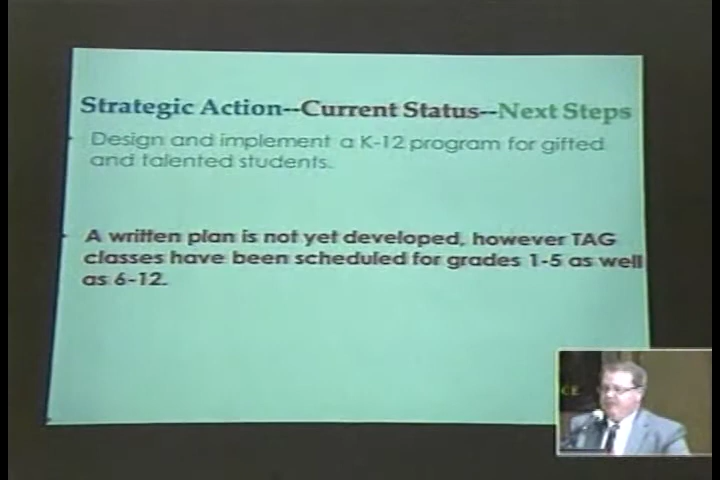 Strategic Action--Current Status--Next Steps
Design and implement a K-12 program for gifted
and talented students.
A written plan is not yet developed, however TAG
classes have been scheduled for grades 1-5 as well
as 6-12.
CE